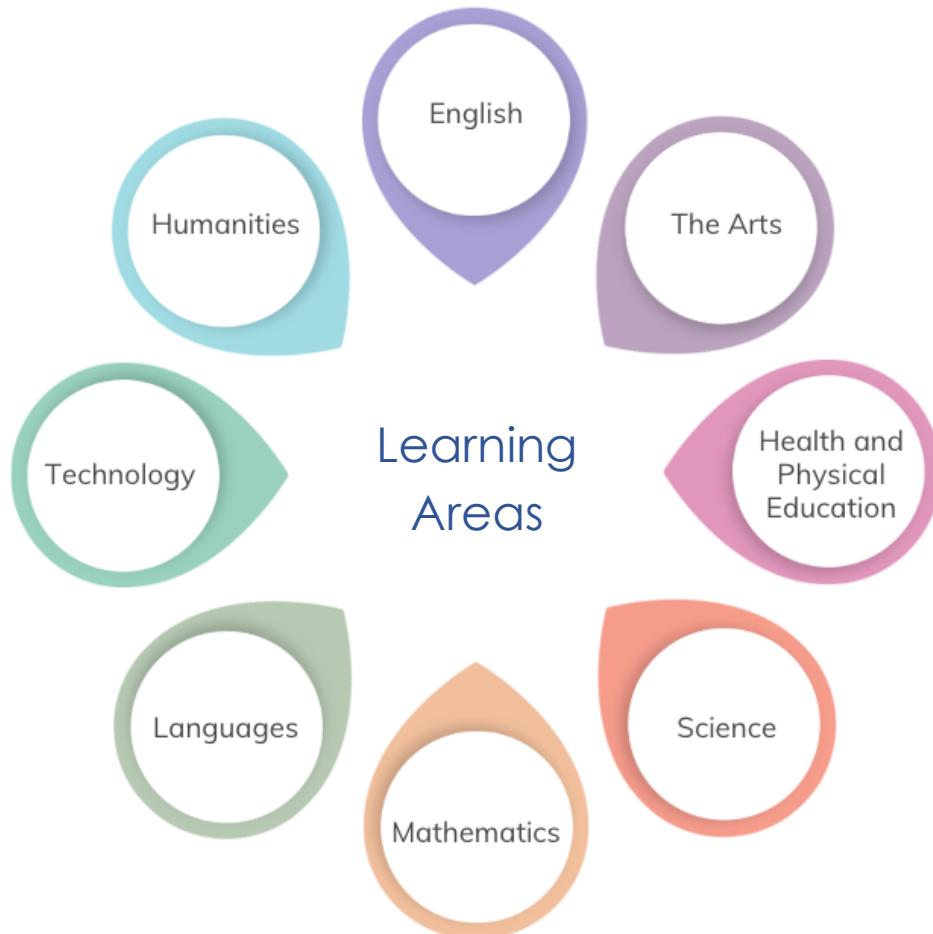 English
The Arts
Humanities
Health and
Physical
Education
Learning
Areas
Technology
Science
Languages
Mathematics